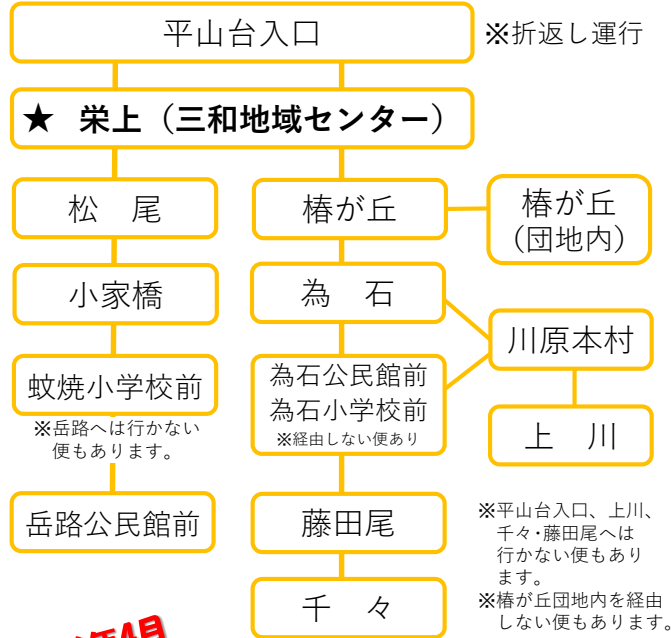 平山台入口
※折返し運行
★ 栄上（三和地域センター）
松 尾
小家橋
蚊焼小学校前
※岳路へは行かない
便もあります。
岳路公民館前
椿が丘
椿が丘
（団地内）
為 石
為石公民館前
為石小学校前
※経由しない便あり
川原本村
上 川
藤田尾
千 々
※平山台入口、上川、
千々・藤田尾へは
行かない便もあり
ます。
※椿が丘団地内を経由
しない便もあります。
年4月